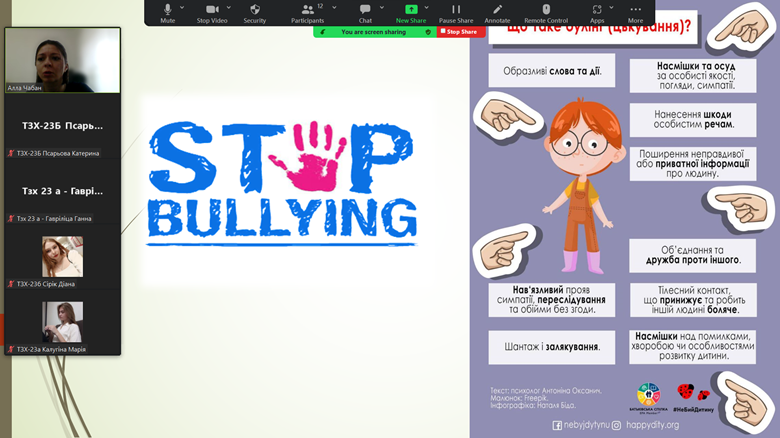 Mute
Stop Video
Security
Participants
12
Chat
New Share
Pause Share
Annotate
Remote Control
Apps
More
You are screen sharing
Stop Share
Алла Чабан
ТЗХ-23Б Псарь...
ТЗХ-23Б Псарьова Катерина
Тзх 23 а - Гаврі...
Тзх 23 а - Гавріліца Ганна
ТЗХ-23б Сірік Діана
ТЗХ-23а Калугіна Марія
STOP
BULLYING
Що таке булінг (цькування)?
Образливі слова та дії.
Насмішки та осуд
за особисті якості,
погляди, симпатії.
Нанесення шкоди
особистим речам.
Поширення неправдивої
або приватної інформації
про людину.
Об'єднання та
дружба проти іншого.
Нав'язливий прояв
симпатії, переслідування
та обійми без згоди.
Тілесний контакт,
що принижує та робить
іншій людині боляче.
Шантаж і залякування.
Насмішки над помилками,
хворобою чи особливостями
розвитку дитини.
Текст: психолог Антоніна Оксанич.
Малюнок: Freepik.
Інфографіка: Наталя Біда.
#НеБийДитину
nebyjdytynu
happydity.org